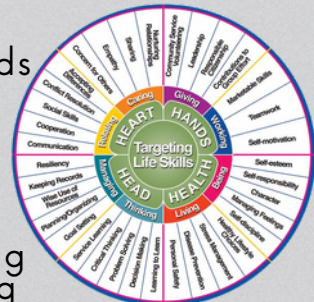 ds
g
g
Targeting
Life Skills
HEART
HANDS
HEALTH
HEAD
Caring
Giving
Working
Being
Living
Thinking
Managing
Relating
Nurturing
Relationships
Sharing
Empathy
Concern for Others
Accepting
Differences
Conflict Resolution
Social Skills
Cooperation
Communication
Community Service
Volunteering
Leadership
Responsible
Citizenship
Contributions to
Group Effort
Marketable Skills
Teamwork
Self-motivation
Self-esteem
Self-responsibility
Character
Managing Feelings
Self-discipline
Healthy Lifestyle
Choices
Stress Management
Disease Prevention
Personal Safety
Learning to Learn
Decision Making
Problem Solving
Critical Thinking
Service Learning
Goal Setting
Planning/Organizing
Wise Use of
Resources
Keeping Records
Resiliency